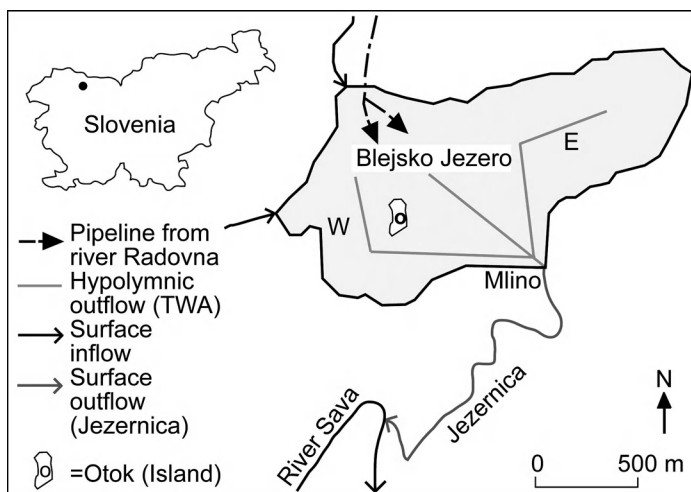 Slovenia
Blejsko Jezero
E
W
O
Mlino
Pipeline from
river Radovna
Hypolymnic
outflow (TWA)
Surface
inflow
Surface
outflow
(Jezernica)
O =Otok (Island)
River Sava
Jezernica
N
0 500 m